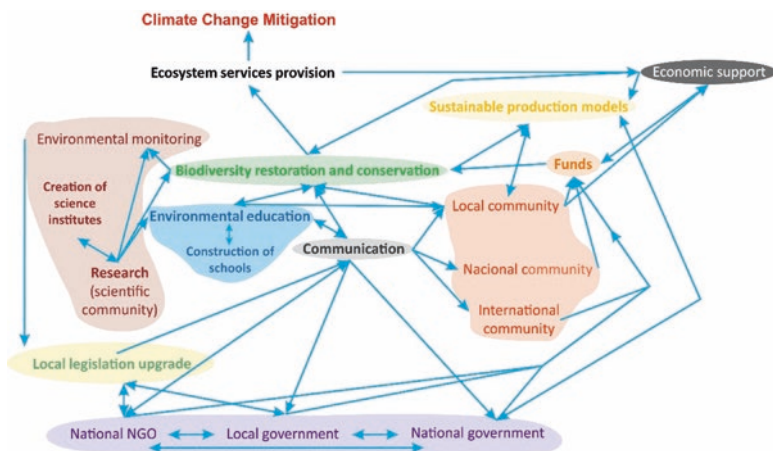 Climate Change Mitigation
Ecosystem services provision
Economic support
Sustainable production models
Environmental monitoring
Biodiversity restoration and conservation
Funds
Creation of
science
institutes
Environmental education
Local community
Construction of
schools
Communication
Research
(scientific
community)
Nacional community
International
community
Local legislation upgrade
National NGO
Local government
National government